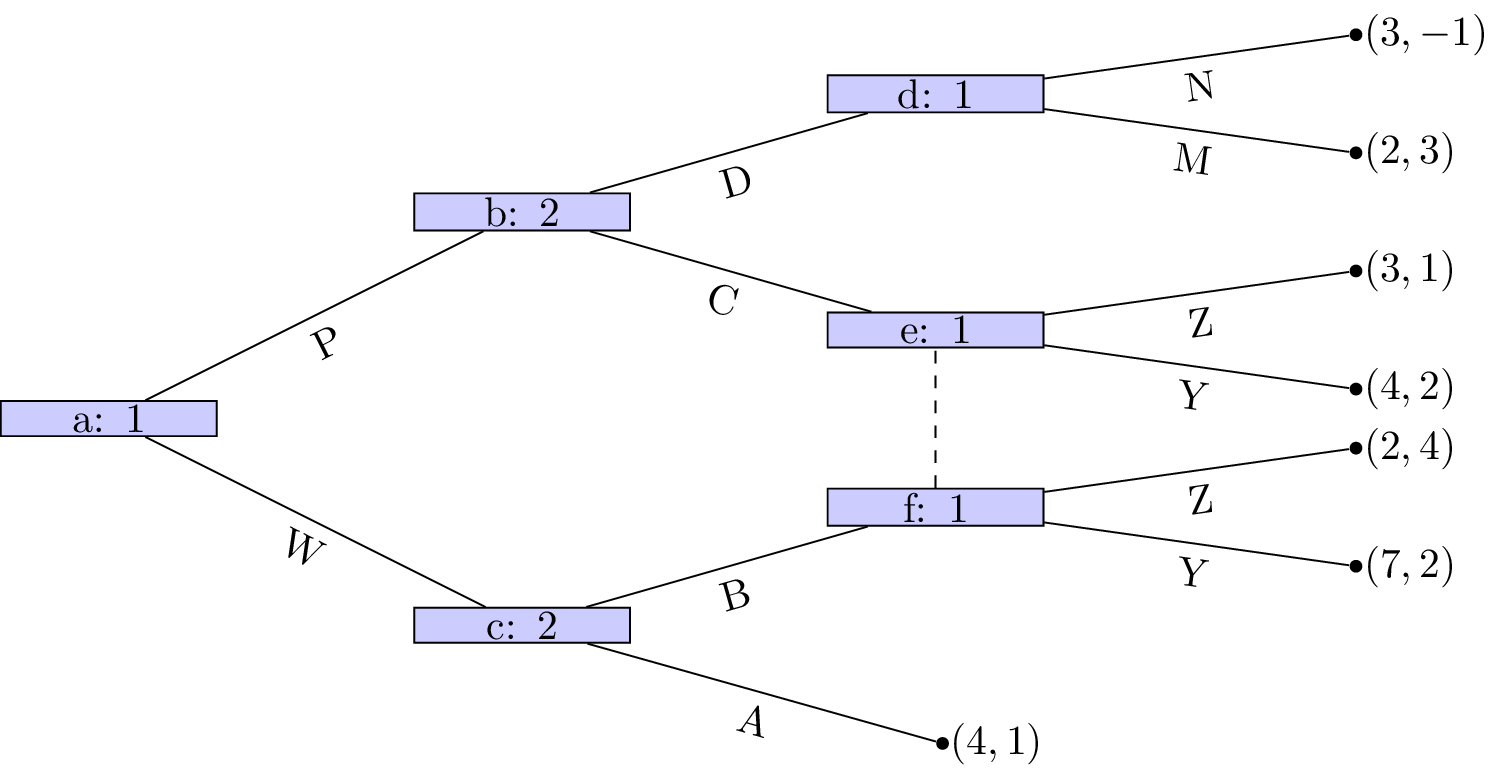 (3, −1)
d: 1
N
M
(2, 3)
D
b: 2
C
(3, 1)
e: 1
Z
Y
(4, 2)
P
a: 1
(2, 4)
f: 1
Z
Y
(7, 2)
W
B
c: 2
A
(4, 1)